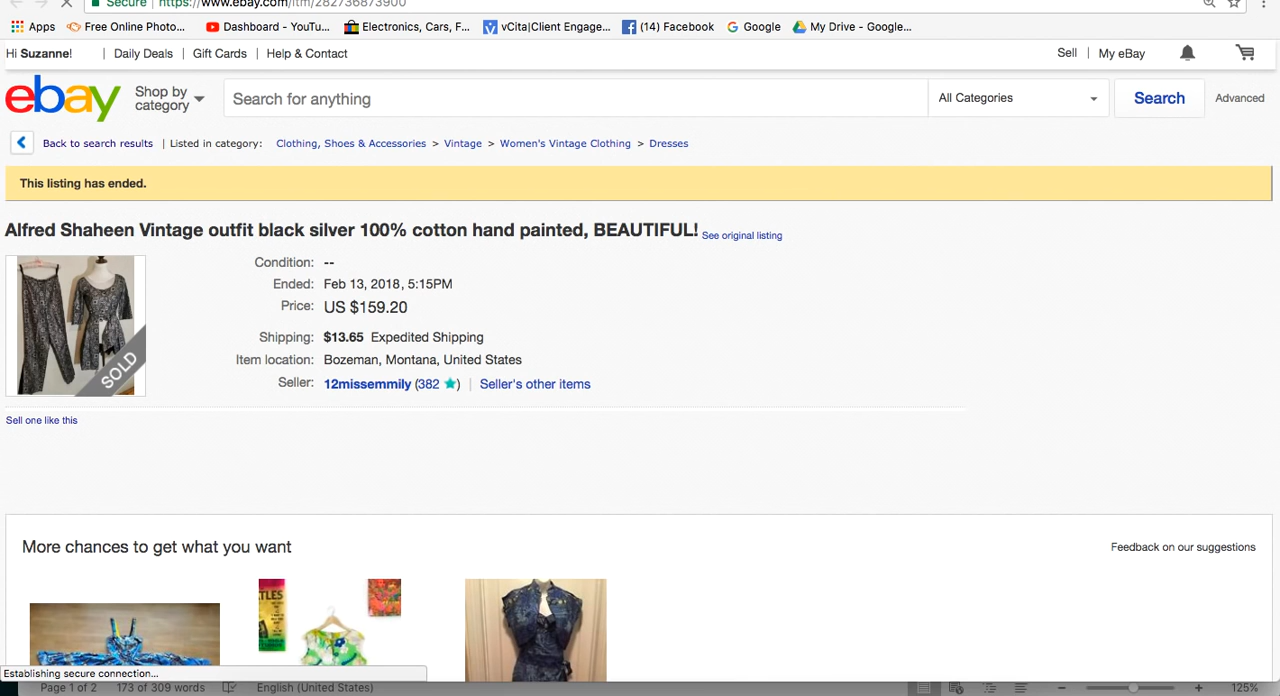 Secure | https://www.ebay.com/itm/282736873900
Apps Free Online Photo... Dashboard - YouTu... Electronics, Cars, F... vCita|Client Engage... (14) Facebook Google My Drive - Google...
Hi Suzanne! | Daily Deals | Gift Cards | Help & Contact Sell | My eBay
ebay Shop by category Search for anything All Categories Search Advanced
Back to search results | Listed in category: Clothing, Shoes & Accessories > Vintage > Women's Vintage Clothing > Dresses
This listing has ended.
Alfred Shaheen Vintage outfit black silver 100% cotton hand painted, BEAUTIFUL! See original listing
Condition: --
Ended: Feb 13, 2018, 5:15PM
Price: US $159.20
Shipping: $13.65 Expedited Shipping
Item location: Bozeman, Montana, United States
Seller: 12missemmily (382) | Seller's other items
SOLD
Sell one like this
More chances to get what you want Feedback on our suggestions
TLES
Establishing secure connection...
Page 1 of 2 173 of 309 words English (United States) 125%